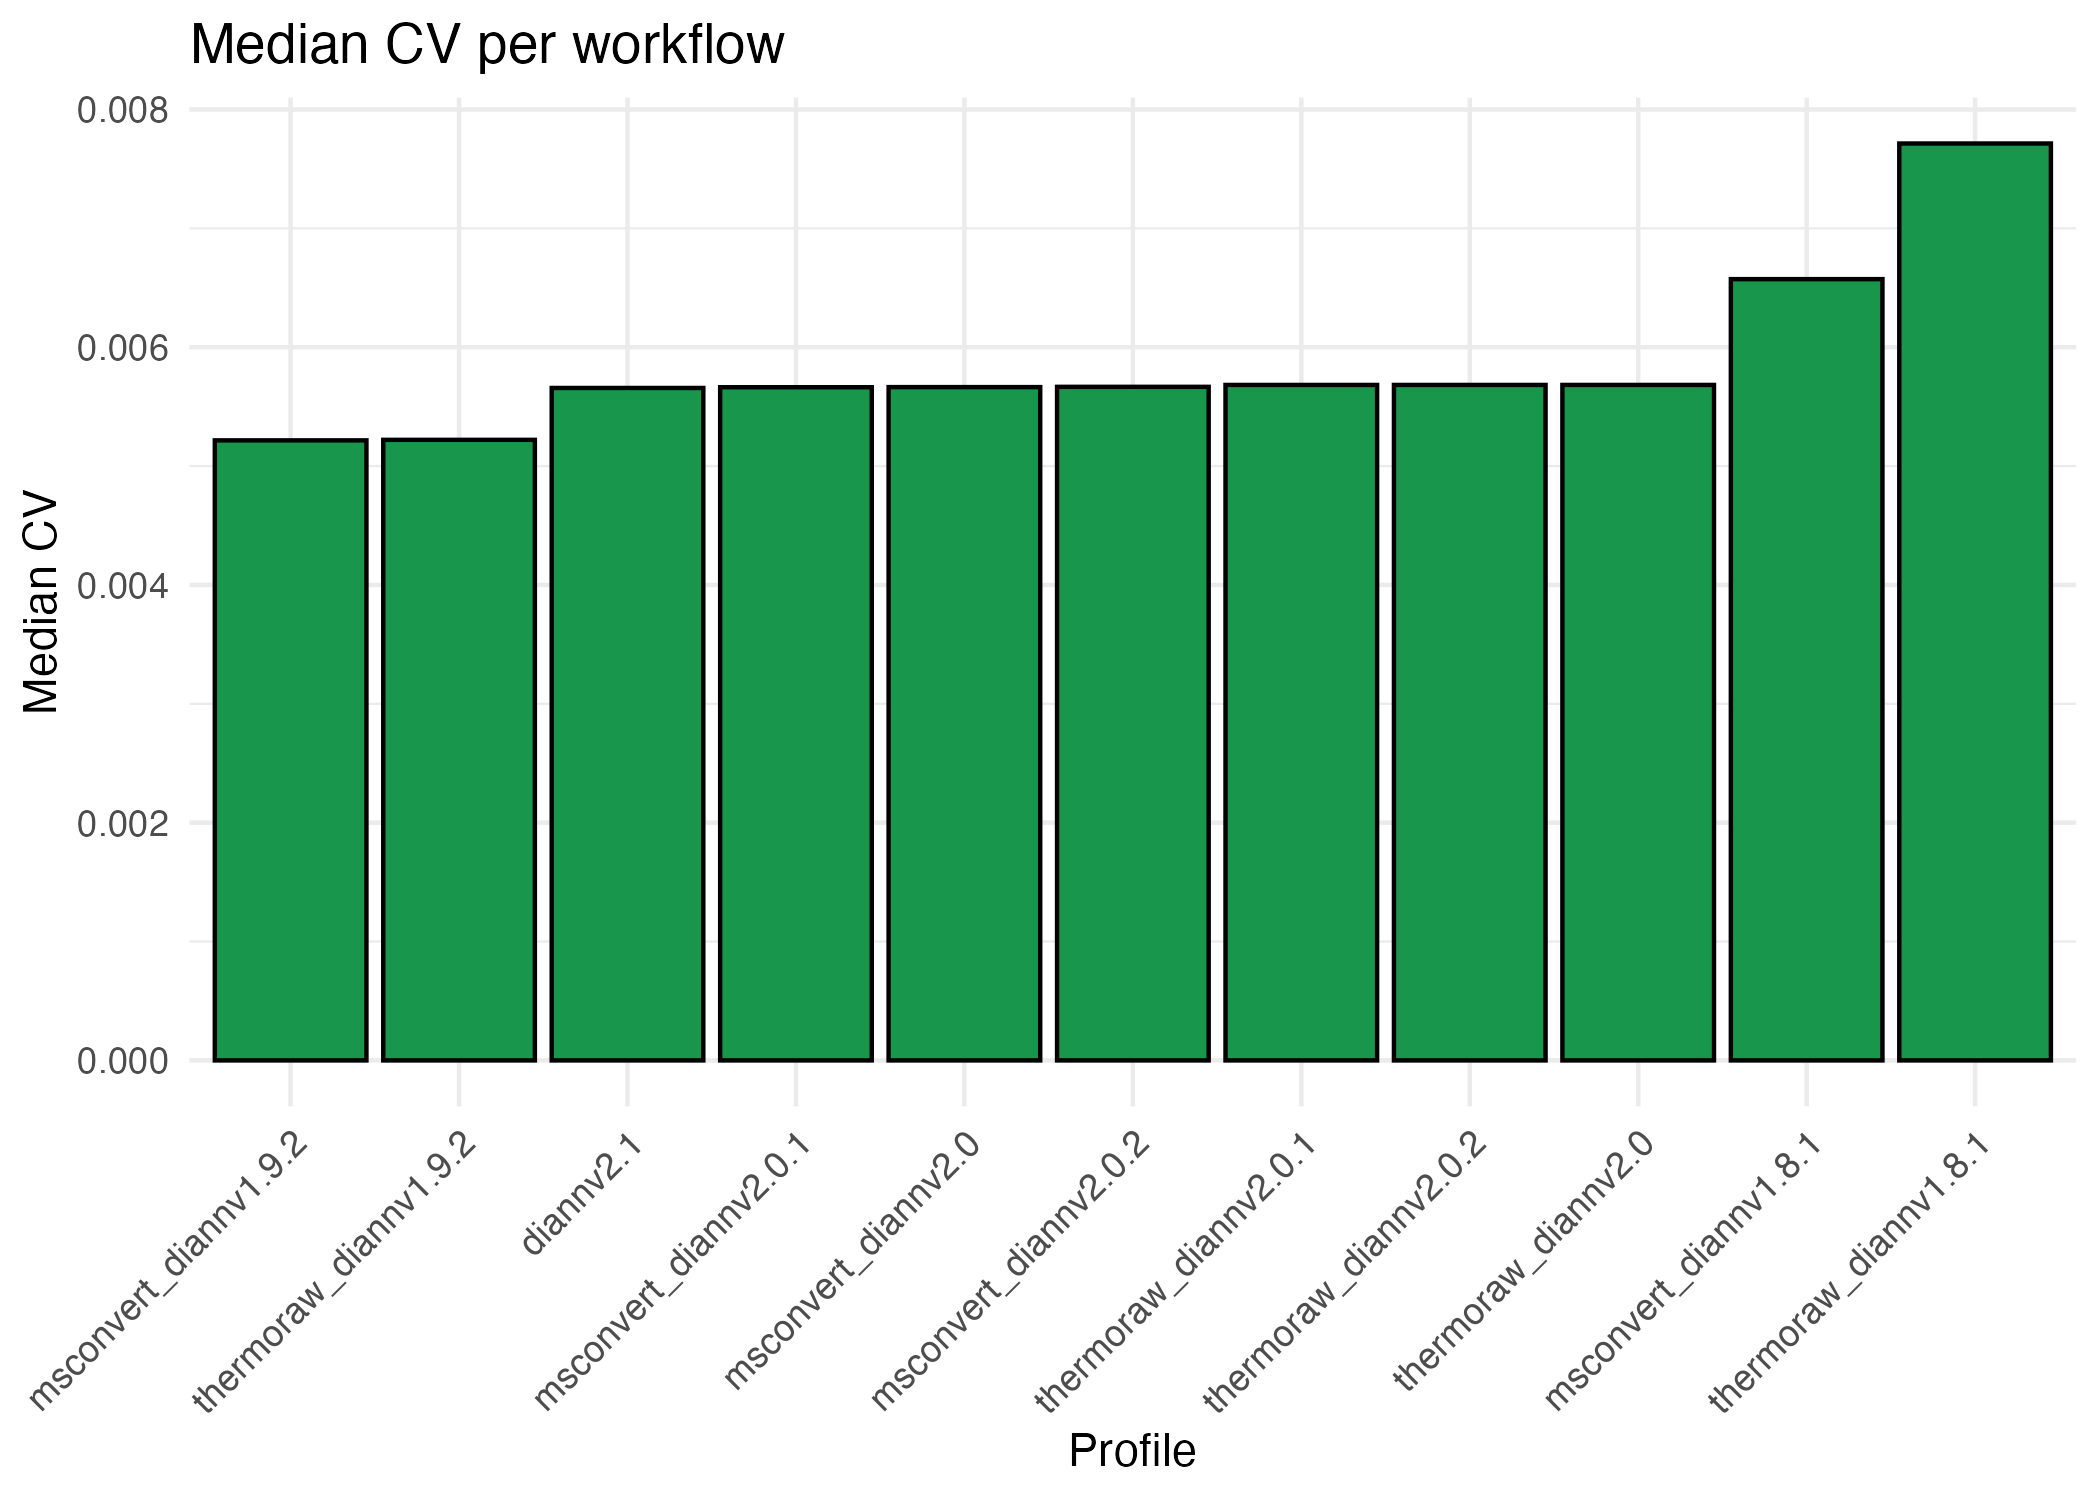 Median CV per workflow
0.008
0.006
0.004
0.002
0.000
Median CV
msconvert_diannv1.9.2
thermoraw_diannv1.9.2
diannv2.1
msconvert_diannv2.0.1
msconvert_diannv2.0
msconvert_diannv2.0.2
thermoraw_diannv2.0.1
thermoraw_diannv2.0.2
thermoraw_diannv2.0
msconvert_diannv1.8.1
thermoraw_diannv1.8.1
Profile